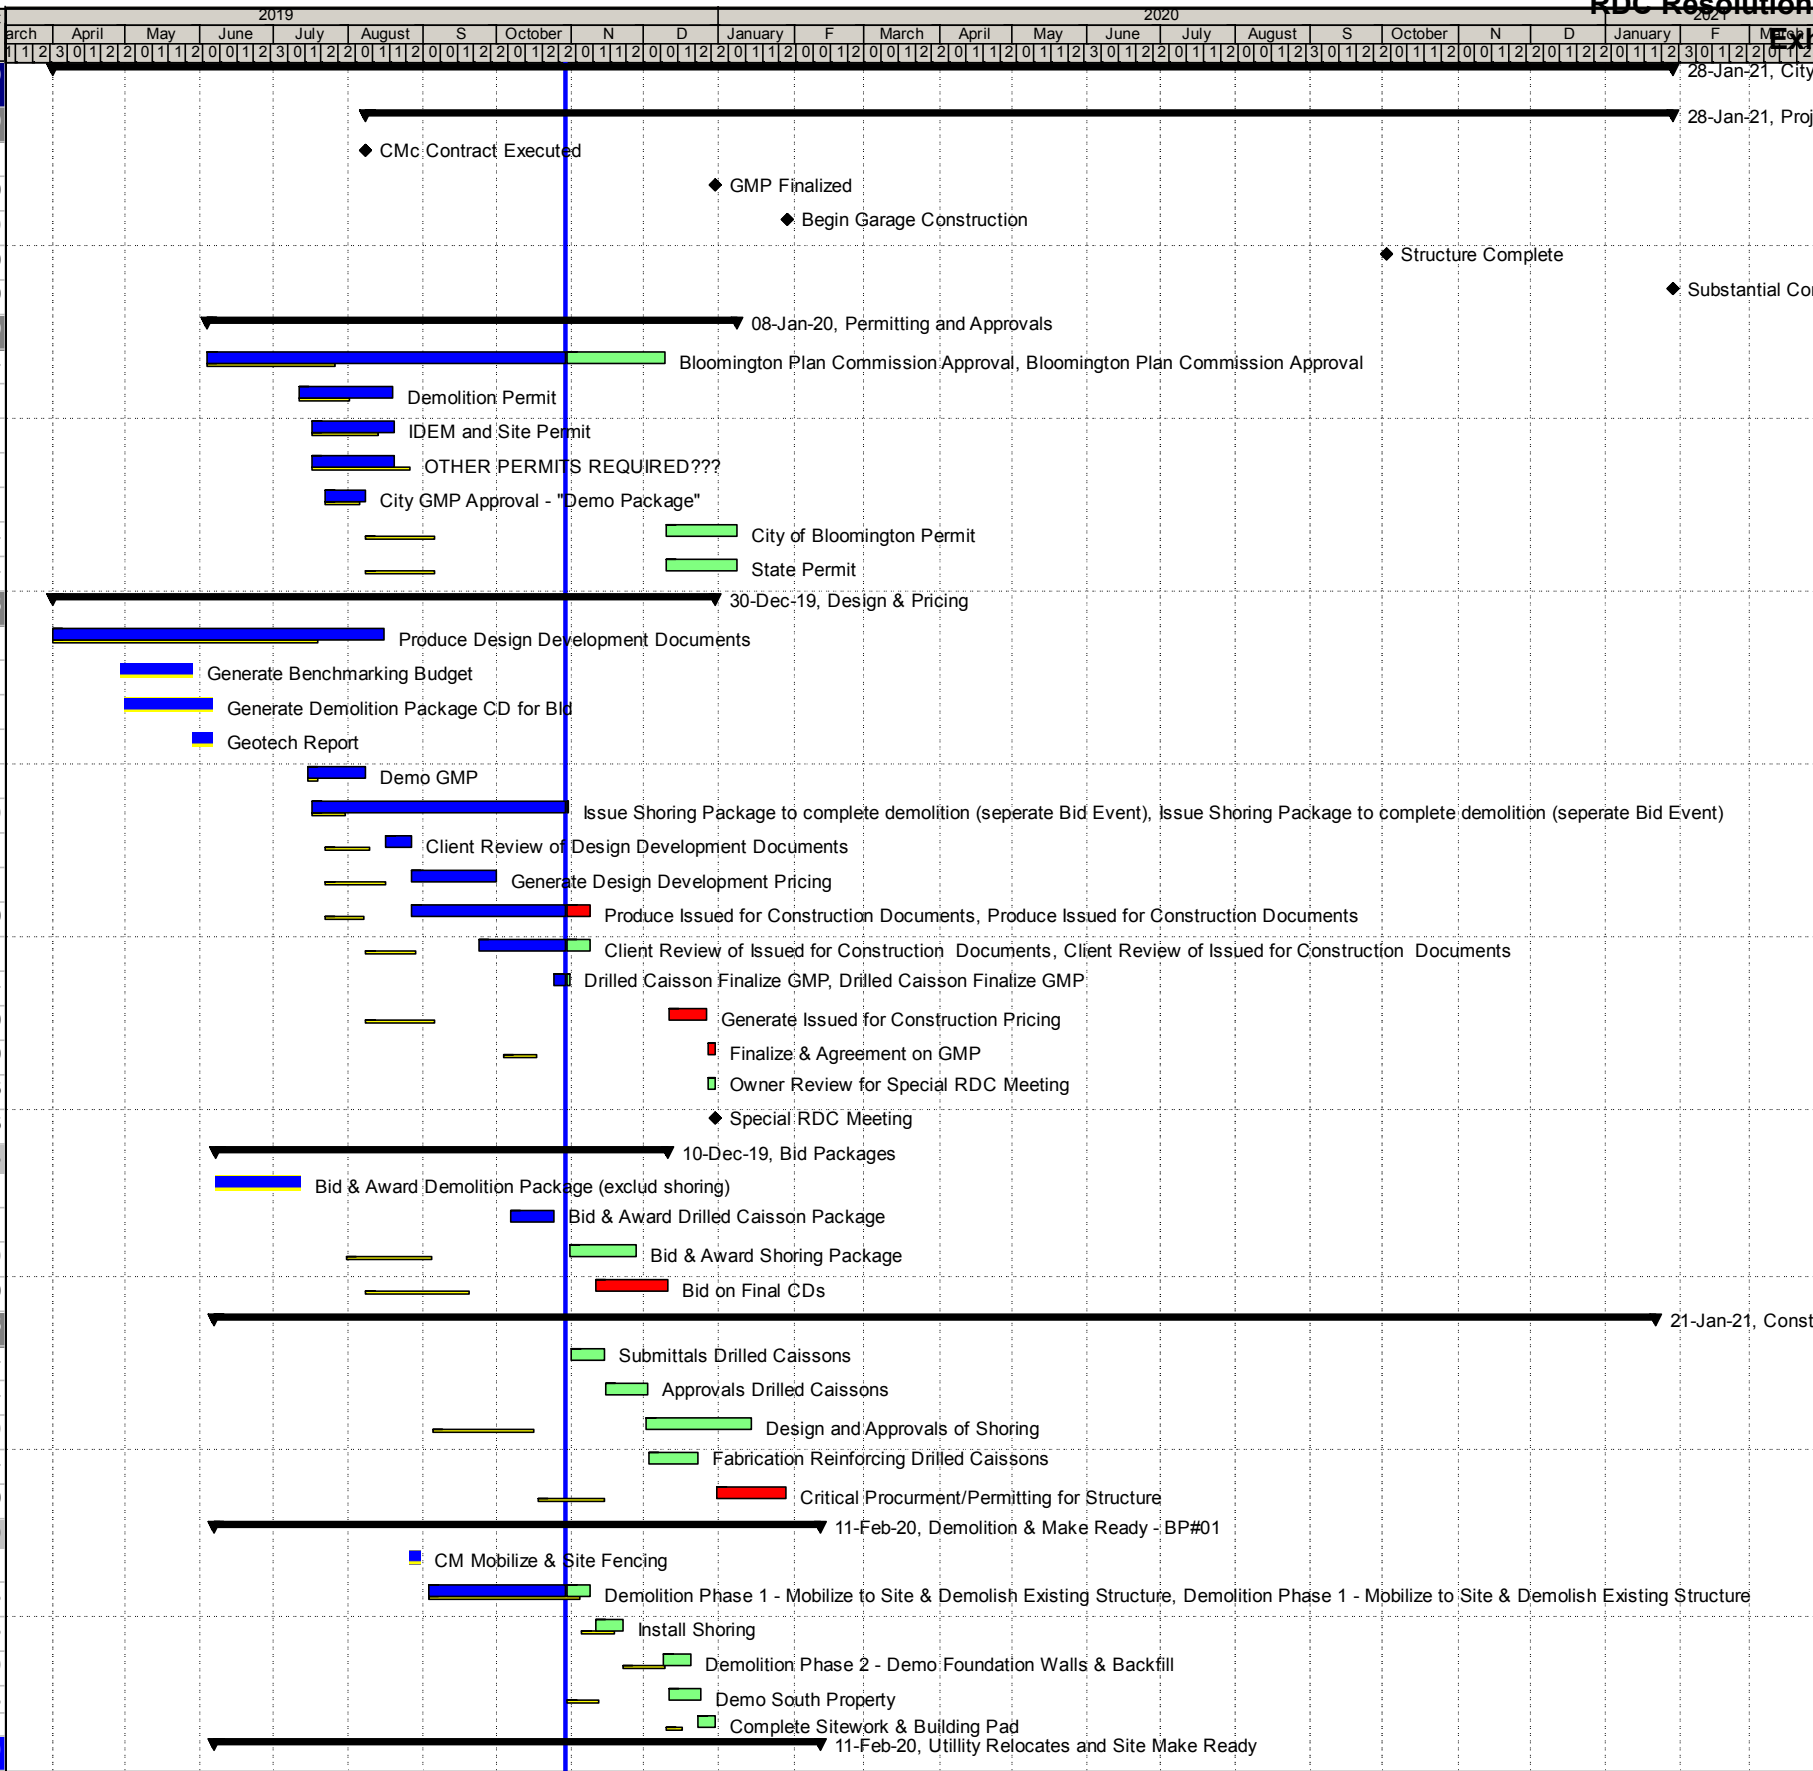 RDC Resolution
2019 2020 2021
arch April May June July August S October N D January F March April May June July August S October N D January F March
28-Jan-21, City
28-Jan-21, Proj
CMc Contract Executed
GMP Finalized
Begin Garage Construction
Structure Complete
Substantial Co
08-Jan-20, Permitting and Approvals
Bloomington Plan Commission Approval, Bloomington Plan Commission Approval
Demolition Permit
IDEM and Site Permit
OTHER PERMITS REQUIRED???
City GMP Approval - "Demo Package"
City of Bloomington Permit
State Permit
30-Dec-19, Design & Pricing
Produce Design Development Documents
Generate Benchmarking Budget
Generate Demolition Package CD for BId
Geotech Report
Demo GMP
Issue Shoring Package to complete demolition (seperate Bid Event), Issue Shoring Package to complete demolition (seperate Bid Event)
Client Review of Design Development Documents
Generate Design Development Pricing
Produce Issued for Construction Documents, Produce Issued for Construction Documents
Client Review of Issued for Construction  Documents, Client Review of Issued for Construction  Documents
Drilled Caisson Finalize GMP, Drilled Caisson Finalize GMP
Generate Issued for Construction Pricing
Finalize & Agreement on GMP
Owner Review for Special RDC Meeting
Special RDC Meeting
10-Dec-19, Bid Packages
Bid & Award Demolition Package (exclud shoring)
Bid & Award Drilled Caisson Package
Bid & Award Shoring Package
Bid on Final CDs
21-Jan-21, Const
Submittals Drilled Caissons
Approvals Drilled Caissons
Design and Approvals of Shoring
Fabrication Reinforcing Drilled Caissons
Critical Procurment/Permitting for Structure
11-Feb-20, Demolition & Make Ready - BP#01
CM Mobilize & Site Fencing
Demolition Phase 1 - Mobilize to Site & Demolish Existing Structure, Demolition Phase 1 - Mobilize to Site & Demolish Existing Structure
Install Shoring
Demolition Phase 2 - Demo Foundation Walls & Backfill
Demo South Property
Complete Sitework & Building Pad
11-Feb-20, Utillity Relocates and Site Make Ready